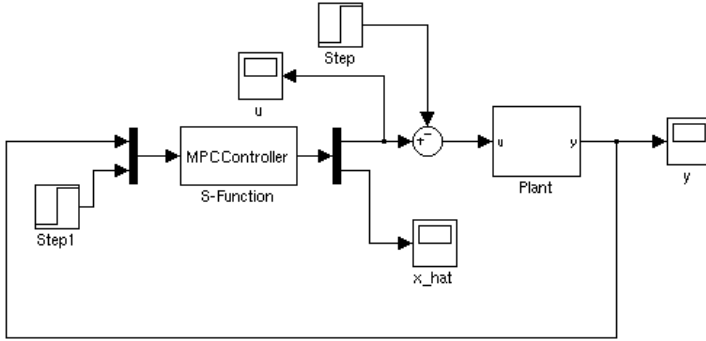 Step
u
MPCController
S-Function
Step1
+
−
u
y
Plant
y
x_hat